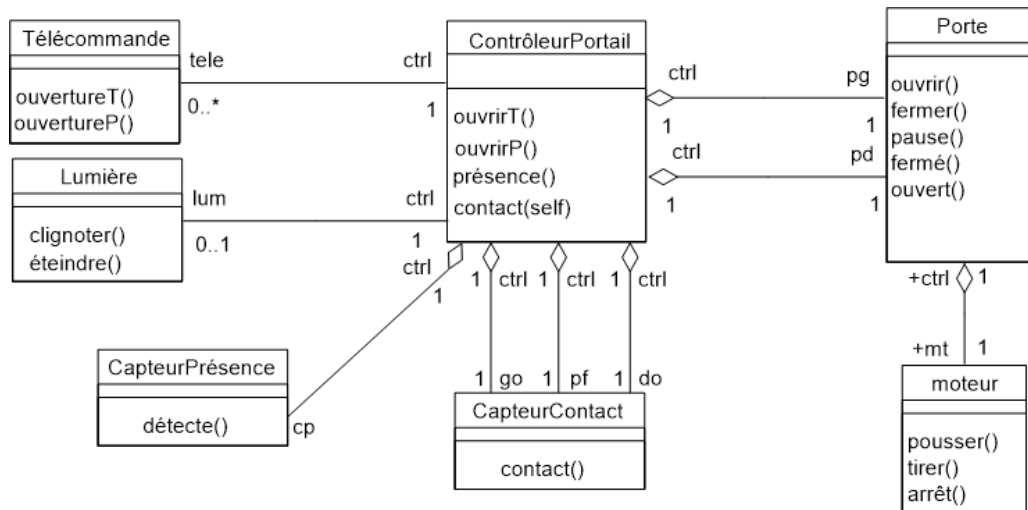 Télécommande
ouvertureT()
ouvertureP()
tele
ctrl
0..*
1
Lumière
clignoter()
éteindre()
lum
ctrl
0..1
1
ContrôleurPortail
ouvrirT()
ouvrirP()
présence()
contact(self)
ctrl
pg
1
1
ctrl
pd
1
1
Porte
ouvrir()
fermer()
pause()
fermé()
ouvert()
ctrl
1
1 ctrl
1 ctrl
1 ctrl
+ctrl
1
CapteurPrésence
détecte()
cp
1 go
1 pf
1 do
CapteurContact
contact()
+mt
1
moteur
pousser()
tirer()
arrêt()